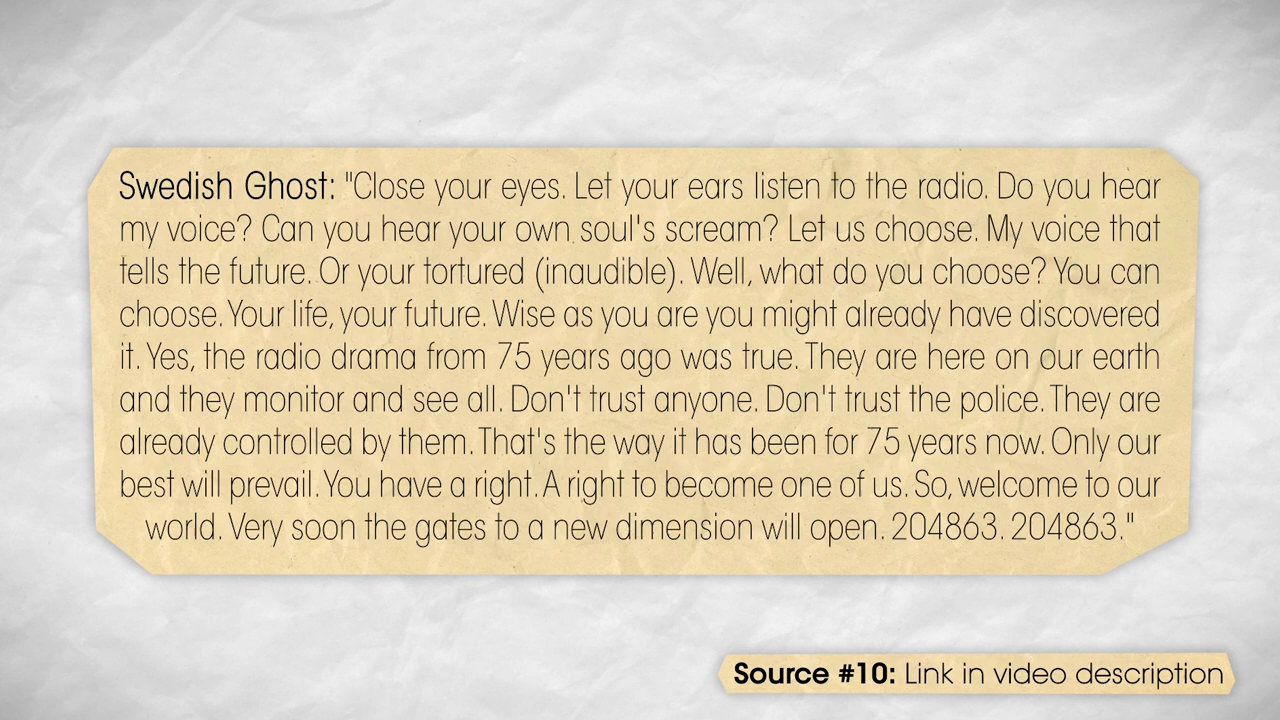 Swedish Ghost: "Close your eyes. Let your ears listen to the radio. Do you hear
my voice? Can you hear your own soul's scream? Let us choose. My voice that
tells the future. Or your tortured (inaudible). Well, what do you choose? You can
choose. Your life, your future. Wise as you are you might already have discovered
it. Yes, the radio drama from 75 years ago was true. They are here on our earth
and they monitor and see all. Don't trust anyone. Don't trust the police. They are
already controlled by them. That's the way it has been for 75 years now. Only our
best will prevail. You have a right. A right to become one of us. So, welcome to our
world. Very soon the gates to a new dimension will open. 204863. 204863."
Source #10: Link in video description